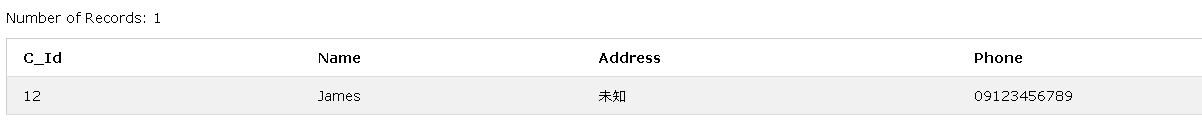 Number of Records: 1
C_Id Name Address Phone
12 James 未知 09123456789